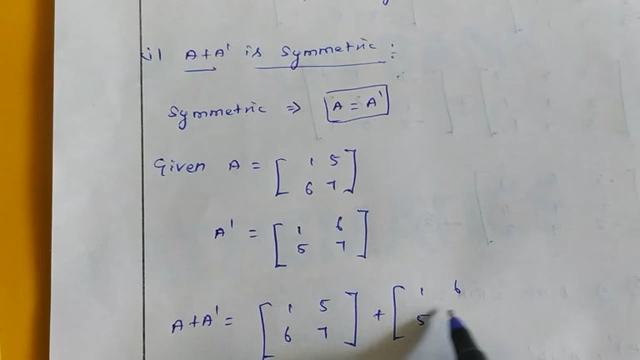 i) A+A' is symmetric :
Symmetric ⇒ A = A'
Given A = [ 1 5
6 7 ]
A' = [ 1 6
5 7 ]
A+A' = [ 1 5
6 7 ] + [ 1 6
5